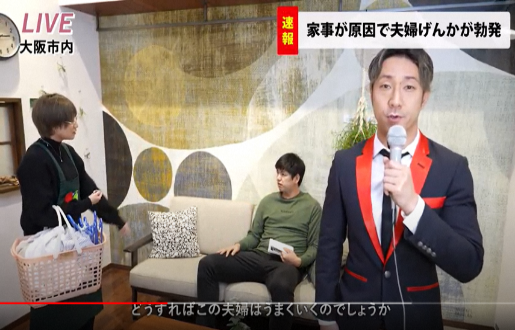 LIVE
大阪市内
速報
家事が原因で夫婦げんかが勃発
どうすればこの夫婦はうまくいくのでしょうか